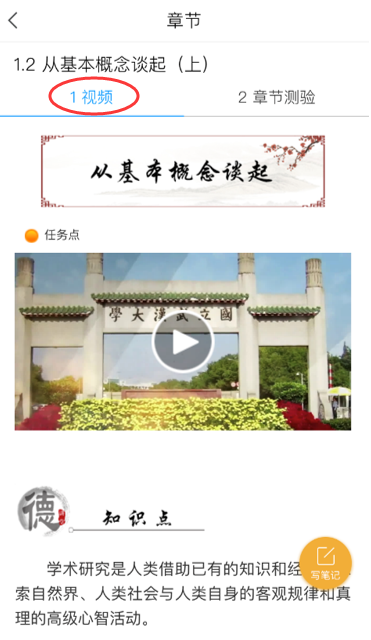 章节
1.2 从基本概念谈起（上）
1 视频
2 章节测验
从基本概念谈起
任务点
學大漢武立國
德
知识点
学术研究是人类借助已有的知识和经
索自然界、人类社会与人类自身的客观规律和真
理的高级心智活动。
写笔记